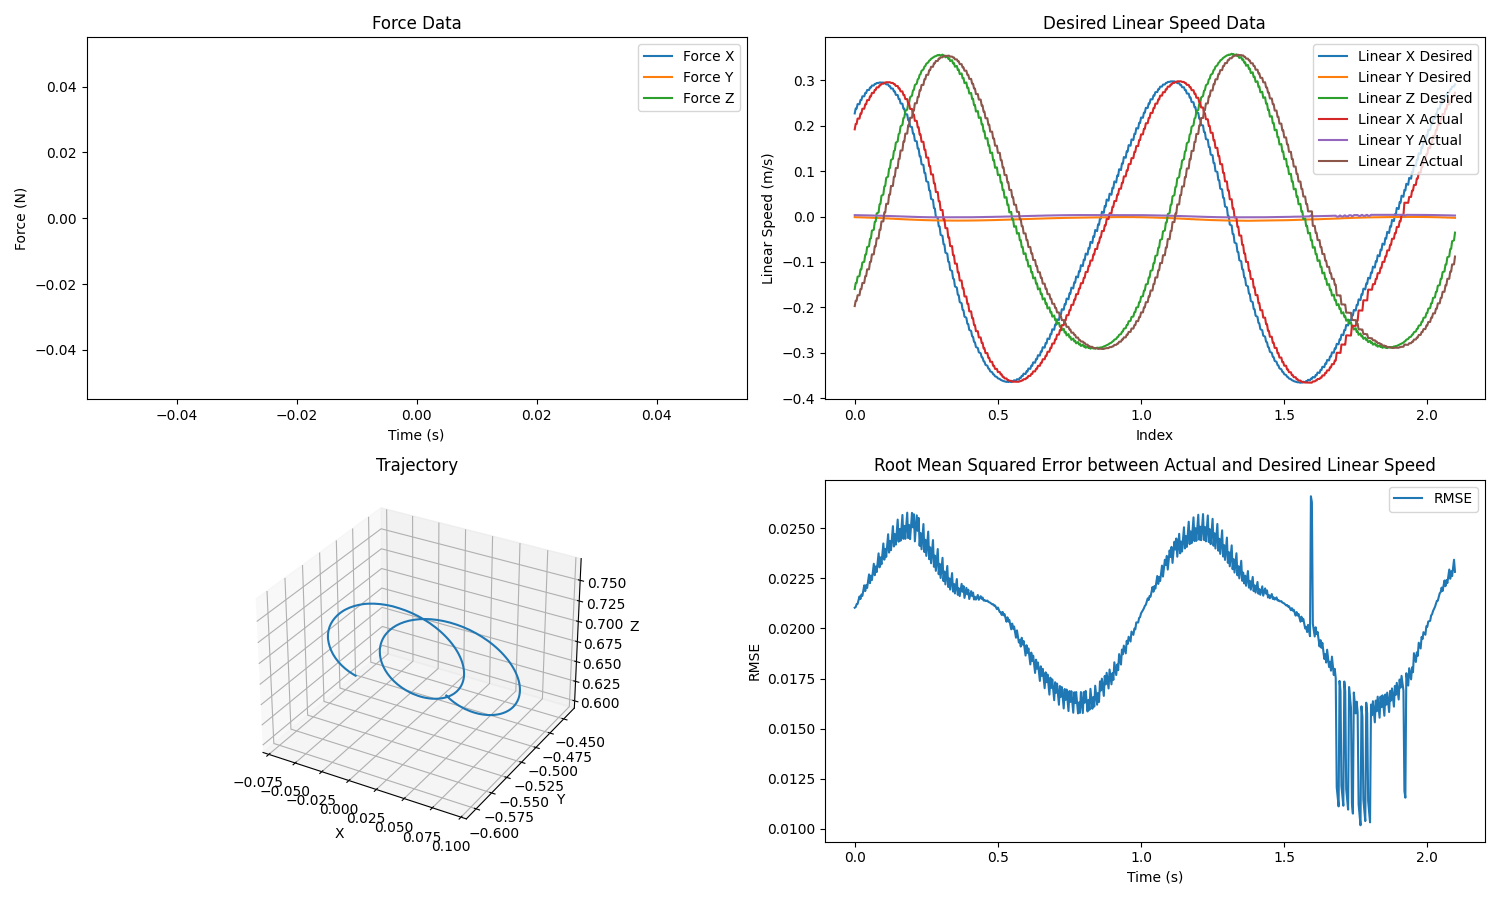 Force Data
Force X
Force Y
Force Z
0.04
0.02
0.00
−0.02
−0.04
Force (N)
−0.04
−0.02
0.00
0.02
0.04
Time (s)
Desired Linear Speed Data
Linear X Desired
Linear Y Desired
Linear Z Desired
Linear X Actual
Linear Y Actual
Linear Z Actual
0.3
0.2
0.1
0.0
−0.1
−0.2
−0.3
−0.4
Linear Speed (m/s)
0.0
0.5
1.0
1.5
2.0
Index
Trajectory
0.750
0.725
0.700
0.675
0.650
0.625
0.600
Z
−0.450
−0.475
−0.500
−0.525
−0.550
−0.575
−0.600
Y
−0.075
−0.050
−0.025
0.000
0.025
0.050
0.075
0.100
X
Root Mean Squared Error between Actual and Desired Linear Speed
RMSE
0.0250
0.0225
0.0200
0.0175
0.0150
0.0125
0.0100
RMSE
0.0
0.5
1.0
1.5
2.0
Time (s)